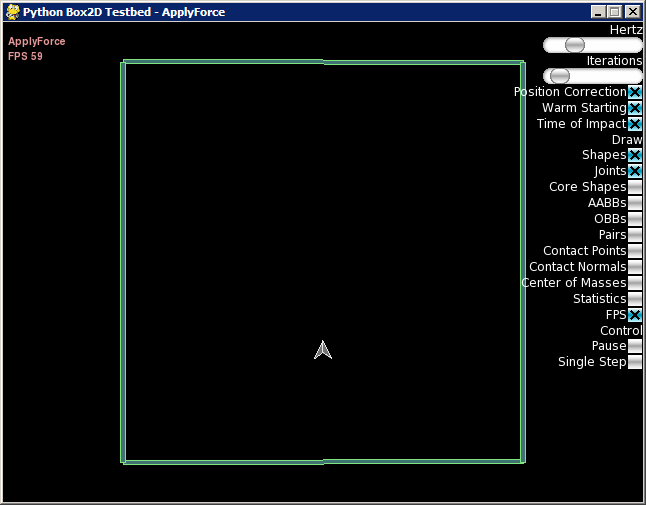 Python Box2D Testbed - ApplyForce
ApplyForce
FPS 59
Hertz
Iterations
Position Correction
Warm Starting
Time of Impact
Draw
Shapes
Joints
Core Shapes
AABBs
OBBs
Pairs
Contact Points
Contact Normals
Center of Masses
Statistics
FPS
Control
Pause
Single Step